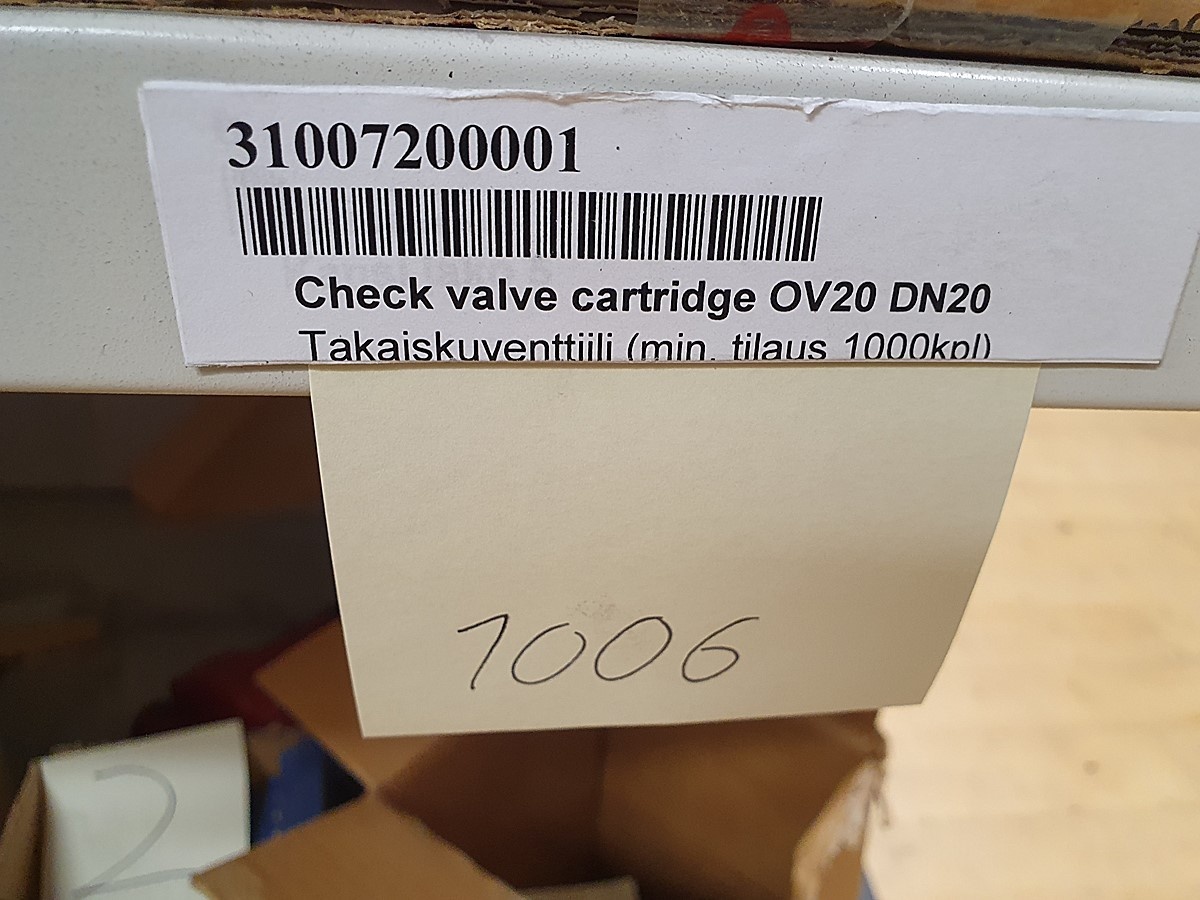 31007200001
Check valve cartridge OV20 DN20
Takaiskuventtiili (min. tilaus 1000kpl)
1006
2